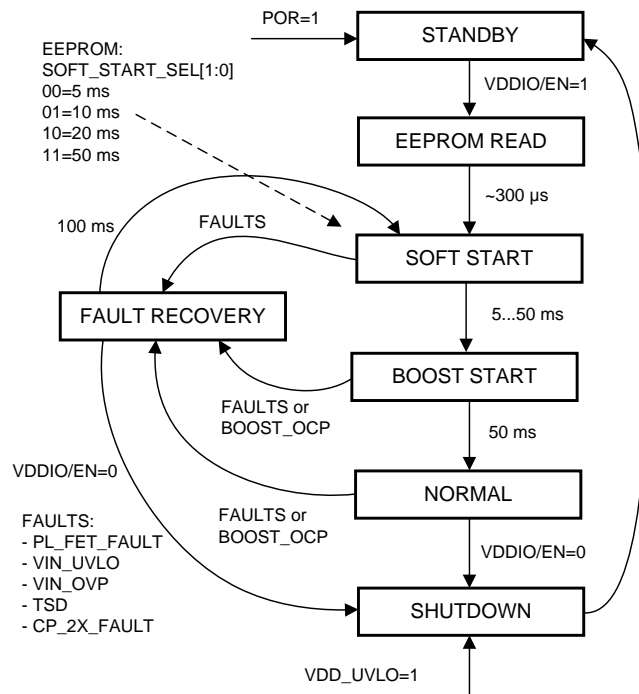 POR=1
STANDBY
EEPROM:
SOFT_START_SEL[1:0]
00=5 ms
01=10 ms
10=20 ms
11=50 ms
VDDIO/EN=1
EEPROM READ
~300 µs
100 ms
FAULTS
SOFT START
FAULT RECOVERY
5...50 ms
BOOST START
FAULTS or
BOOST_OCP
50 ms
VDDIO/EN=0
NORMAL
FAULTS or
BOOST_OCP
FAULTS:
- PL_FET_FAULT
- VIN_UVLO
- VIN_OVP
- TSD
- CP_2X_FAULT
VDDIO/EN=0
SHUTDOWN
VDD_UVLO=1